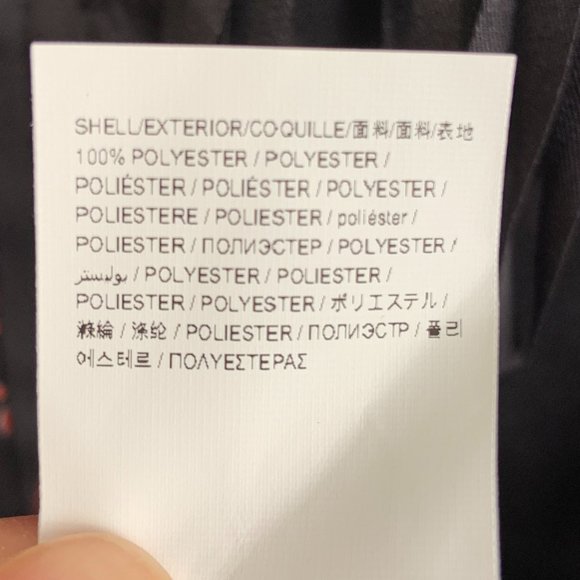 SHELL/EXTERIOR/COQUILLE/面料/面料/表地
100% POLYESTER / POLYESTER /
POLIÉSTER / POLIÉSTER / POLYESTER /
POLIESTERE / POLIESTER / poliéster /
POLIESTER / ПОЛИЭСТЕР / POLYESTER /
بوليستر / POLYESTER / POLIESTER /
POLIESTER / POLYESTER / ポリエステル /
滌綸 / 涤纶 / POLIESTER / ПОЛИЭСТР / 폴리
에스테르 / ΠΟΛΥΕΣΤΕΡΑΣ